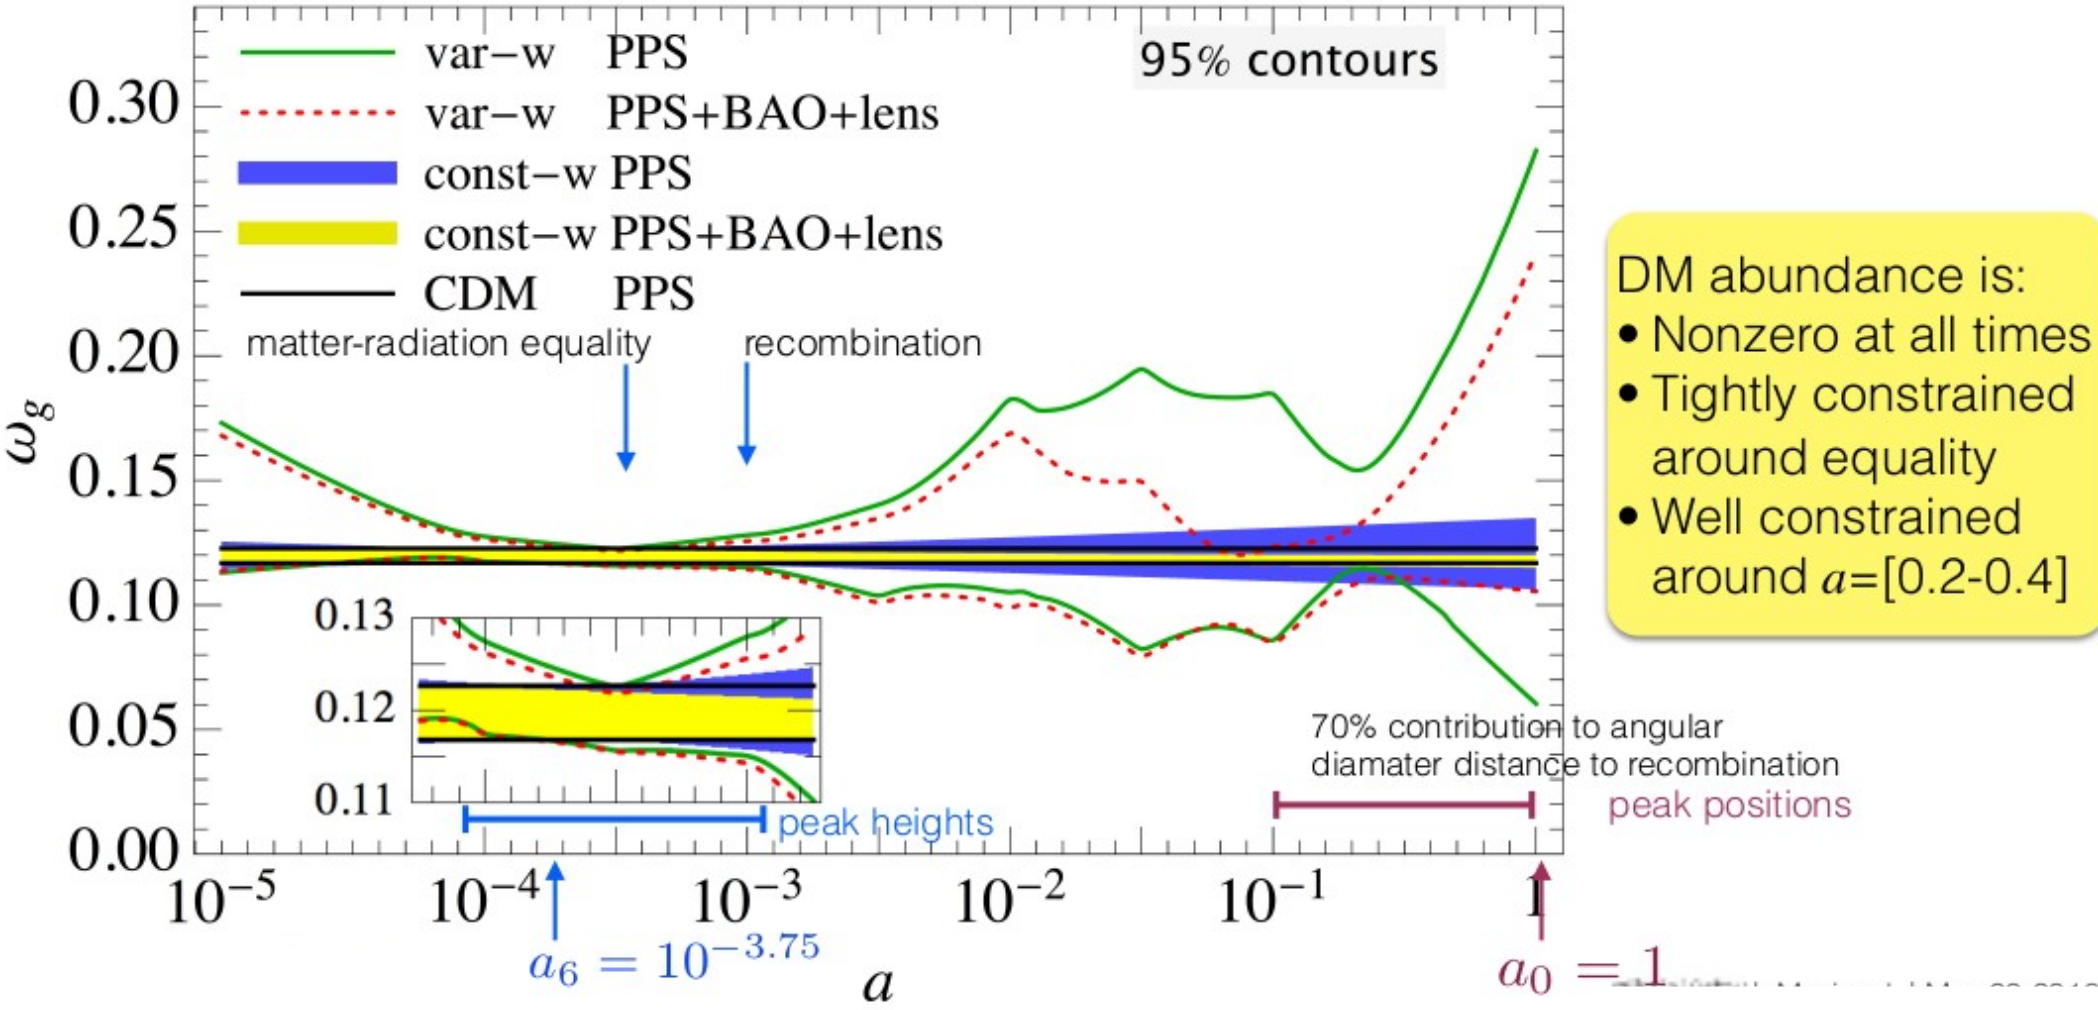 var−w PPS
var−w PPS+BAO+lens
const−w PPS
const−w PPS+BAO+lens
CDM PPS
95% contours
matter-radiation equality
recombination
0.30
0.25
0.20
0.15
0.10
0.05
0.00
ωg
0.13
0.12
0.11
peak heights
70% contribution to angular
diamater distance to recombination
peak positions
10⁻⁵ 10⁻⁴ 10⁻³ 10⁻² 10⁻¹ 1
a₆ = 10⁻³·⁷⁵
a
a₀ = 1
DM abundance is:
• Nonzero at all times
• Tightly constrained
around equality
• Well constrained
around a=[0.2-0.4]